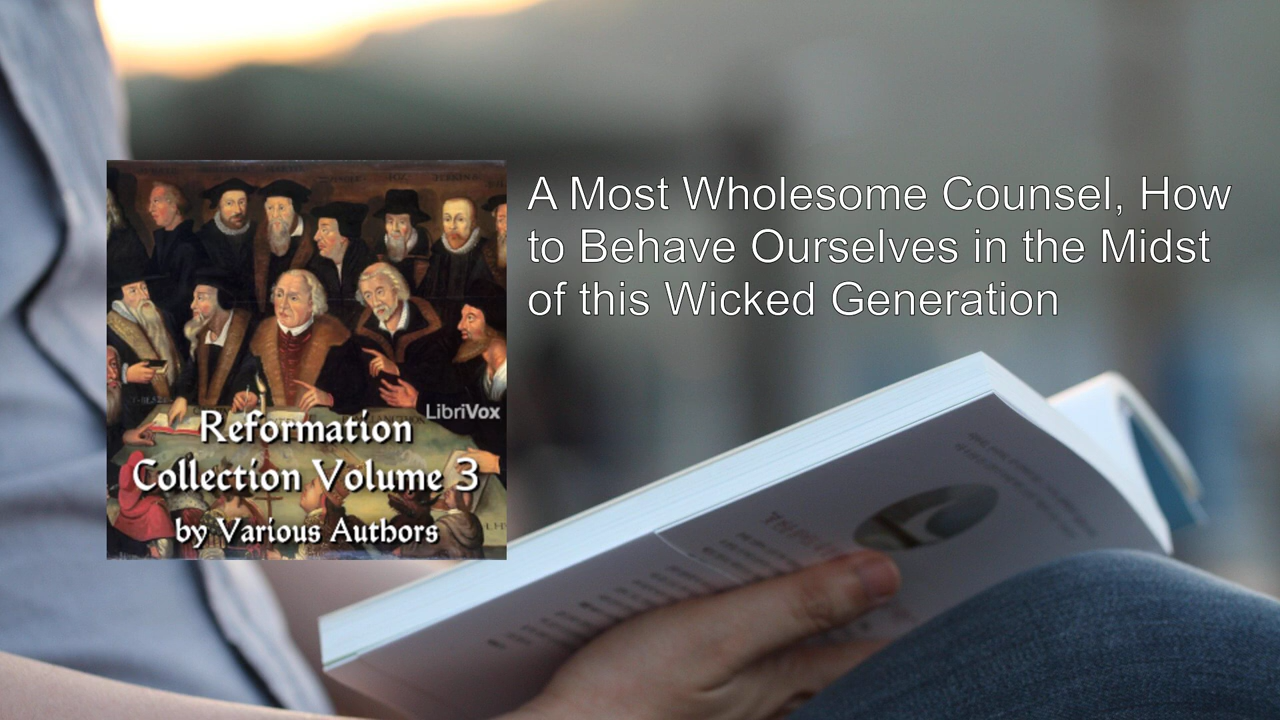 A Most Wholesome Counsel, How
to Behave Ourselves in the Midst
of this Wicked Generation
LibriVox
Reformation
Collection Volume 3
by Various Authors